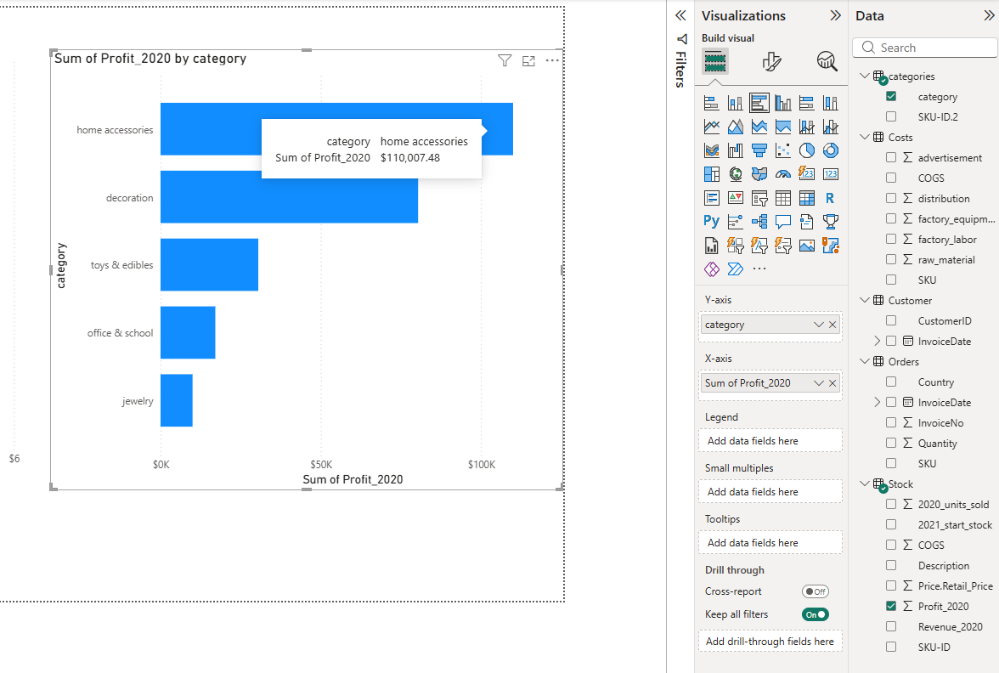 Sum of Profit_2020 by category
home accessories
decoration
toys & edibles
office & school
jewelry
category
category home accessories
Sum of Profit_2020 $110,007.48
$0K $50K $100K
Sum of Profit_2020
$6
Filters
Visualizations
Build visual
123
123
R
Py
...
Y-axis
category
X-axis
Sum of Profit_2020
Legend
Add data fields here
Small multiples
Add data fields here
Tooltips
Add data fields here
Drill through
Cross-report Off
Keep all filters On
Add drill-through fields here
Data
Search
categories
category
SKU-ID.2
Costs
∑ advertisement
COGS
∑ distribution
∑ factory_equipm...
∑ factory_labor
∑ raw_material
SKU
Customer
CustomerID
InvoiceDate
Orders
Country
InvoiceDate
∑ InvoiceNo
∑ Quantity
SKU
Stock
∑ 2020_units_sold
2021_start_stock
∑ COGS
Description
∑ Price.Retail_Price
∑ Profit_2020
Revenue_2020
SKU-ID